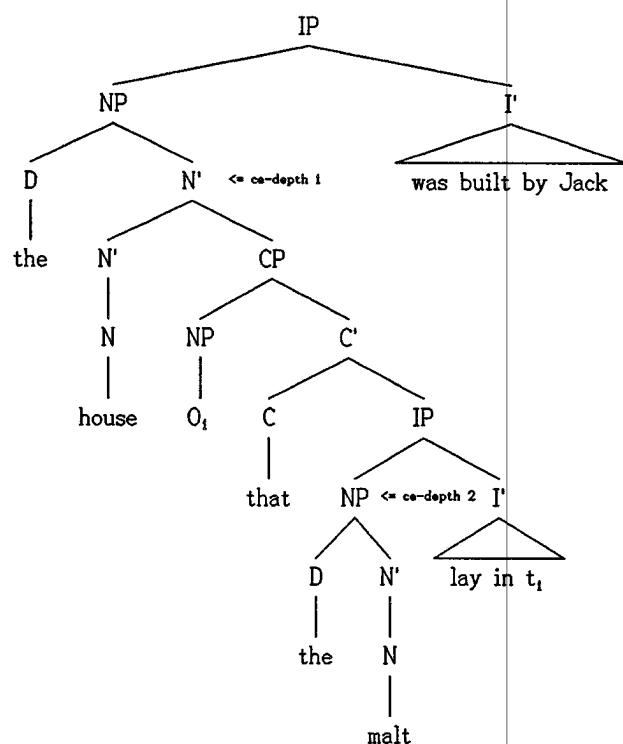 IP
NP I'
D N' <= ce-depth 1 was built by Jack
the N' CP
N NP C'
house O₁ C IP
that NP <= ce-depth 2 I'
D N' lay in t₁
the N
malt